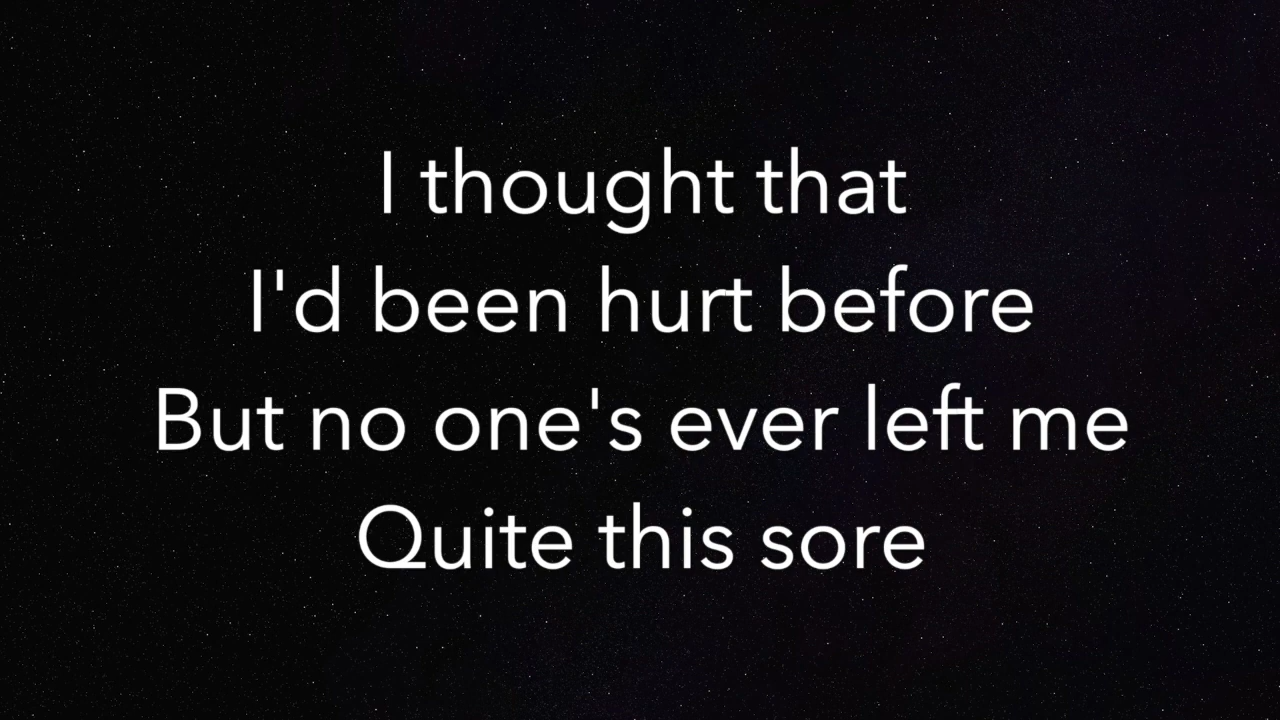 I thought that
I'd been hurt before
But no one's ever left me
Quite this sore